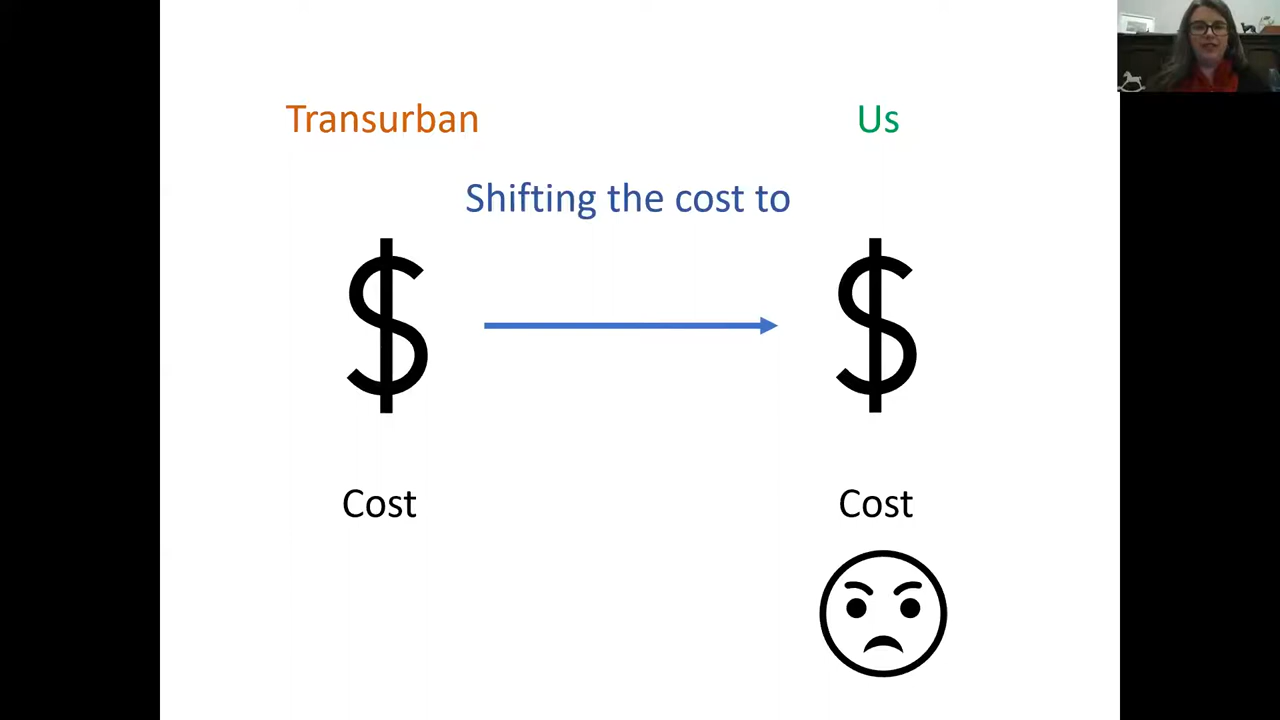 Transurban
Us
Shifting the cost to
$
$
Cost
Cost